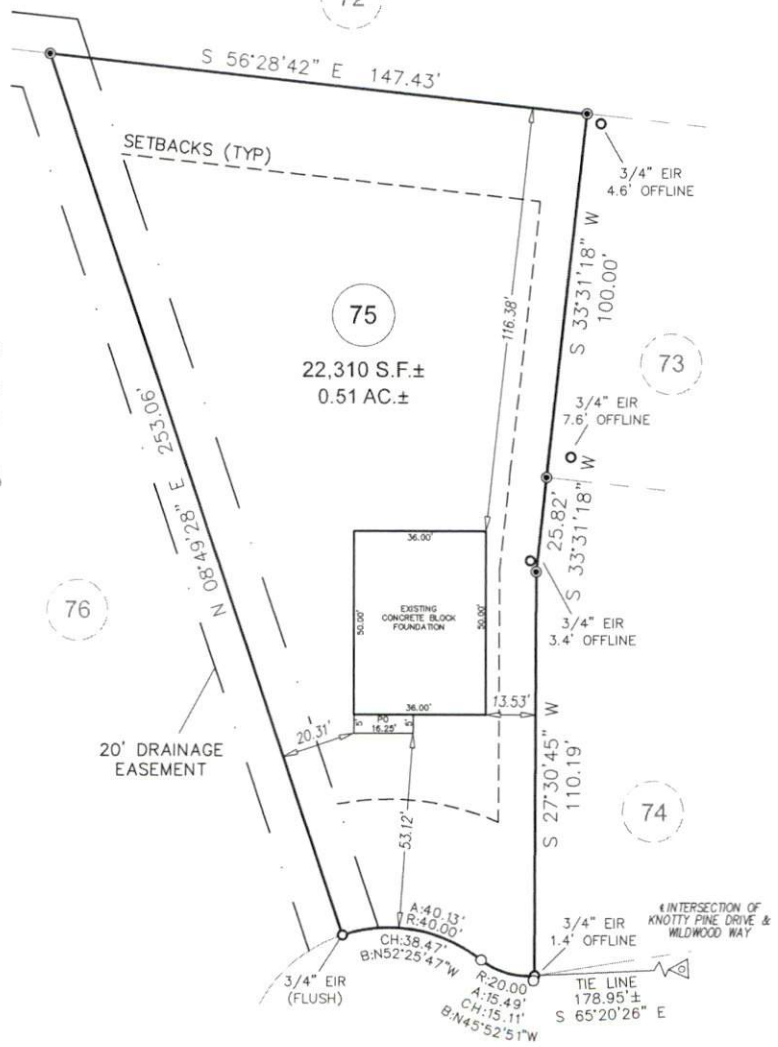 72
S 56°28'42" E 147.43'
SETBACKS (TYP)
3/4" EIR
4.6' OFFLINE
S 33°31'18" W
100.00'
116.38'
75
22,310 S.F.±
0.51 AC.±
73
3/4" EIR
7.6' OFFLINE
N 08°49'28" E 253.06'
25.82'
S 33°31'18" W
36.00'
50.00'
EXISTING
CONCRETE BLOCK
FOUNDATION
50.00'
76
3/4" EIR
3.4' OFFLINE
36.00'
13.53'
5'
PO
16.25'
5'
20.31'
20' DRAINAGE
EASEMENT
S 27°30'45" W
110.19'
53.12'
74
A:40.13'
R:40.00'
CH:38.47'
B:N52°25'47"W
3/4" EIR
(FLUSH)
3/4" EIR
1.4' OFFLINE
INTERSECTION OF
KNOTTY PINE DRIVE &
WILDWOOD WAY
R:20.00
A:15.49'
CH:15.11'
B:N45°52'51"W
TIE LINE
178.95'±
S 65°20'26" E